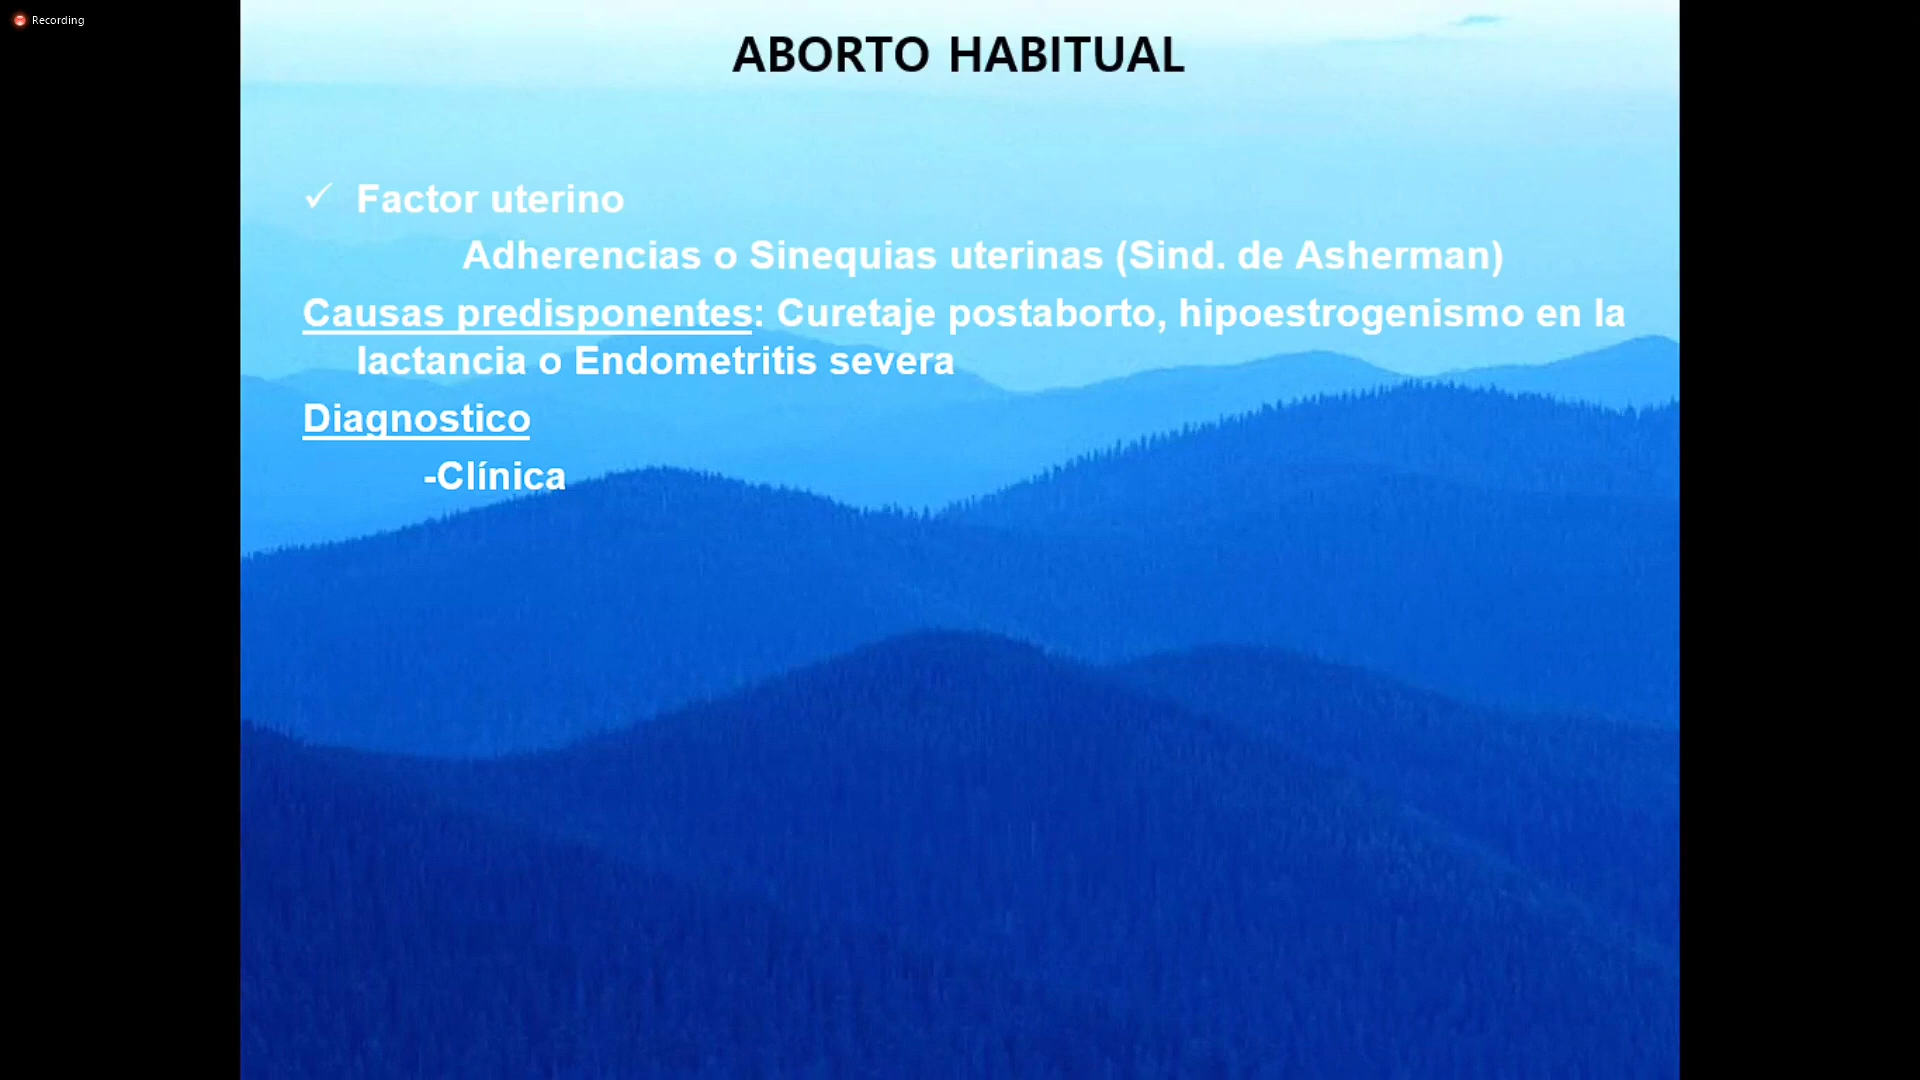 Recording
ABORTO HABITUAL
✓ Factor uterino
Adherencias o Sinequias uterinas (Sind. de Asherman)
Causas predisponentes: Curetaje postaborto, hipoestrogenismo en la
lactancia o Endometritis severa
Diagnostico
-Clínica